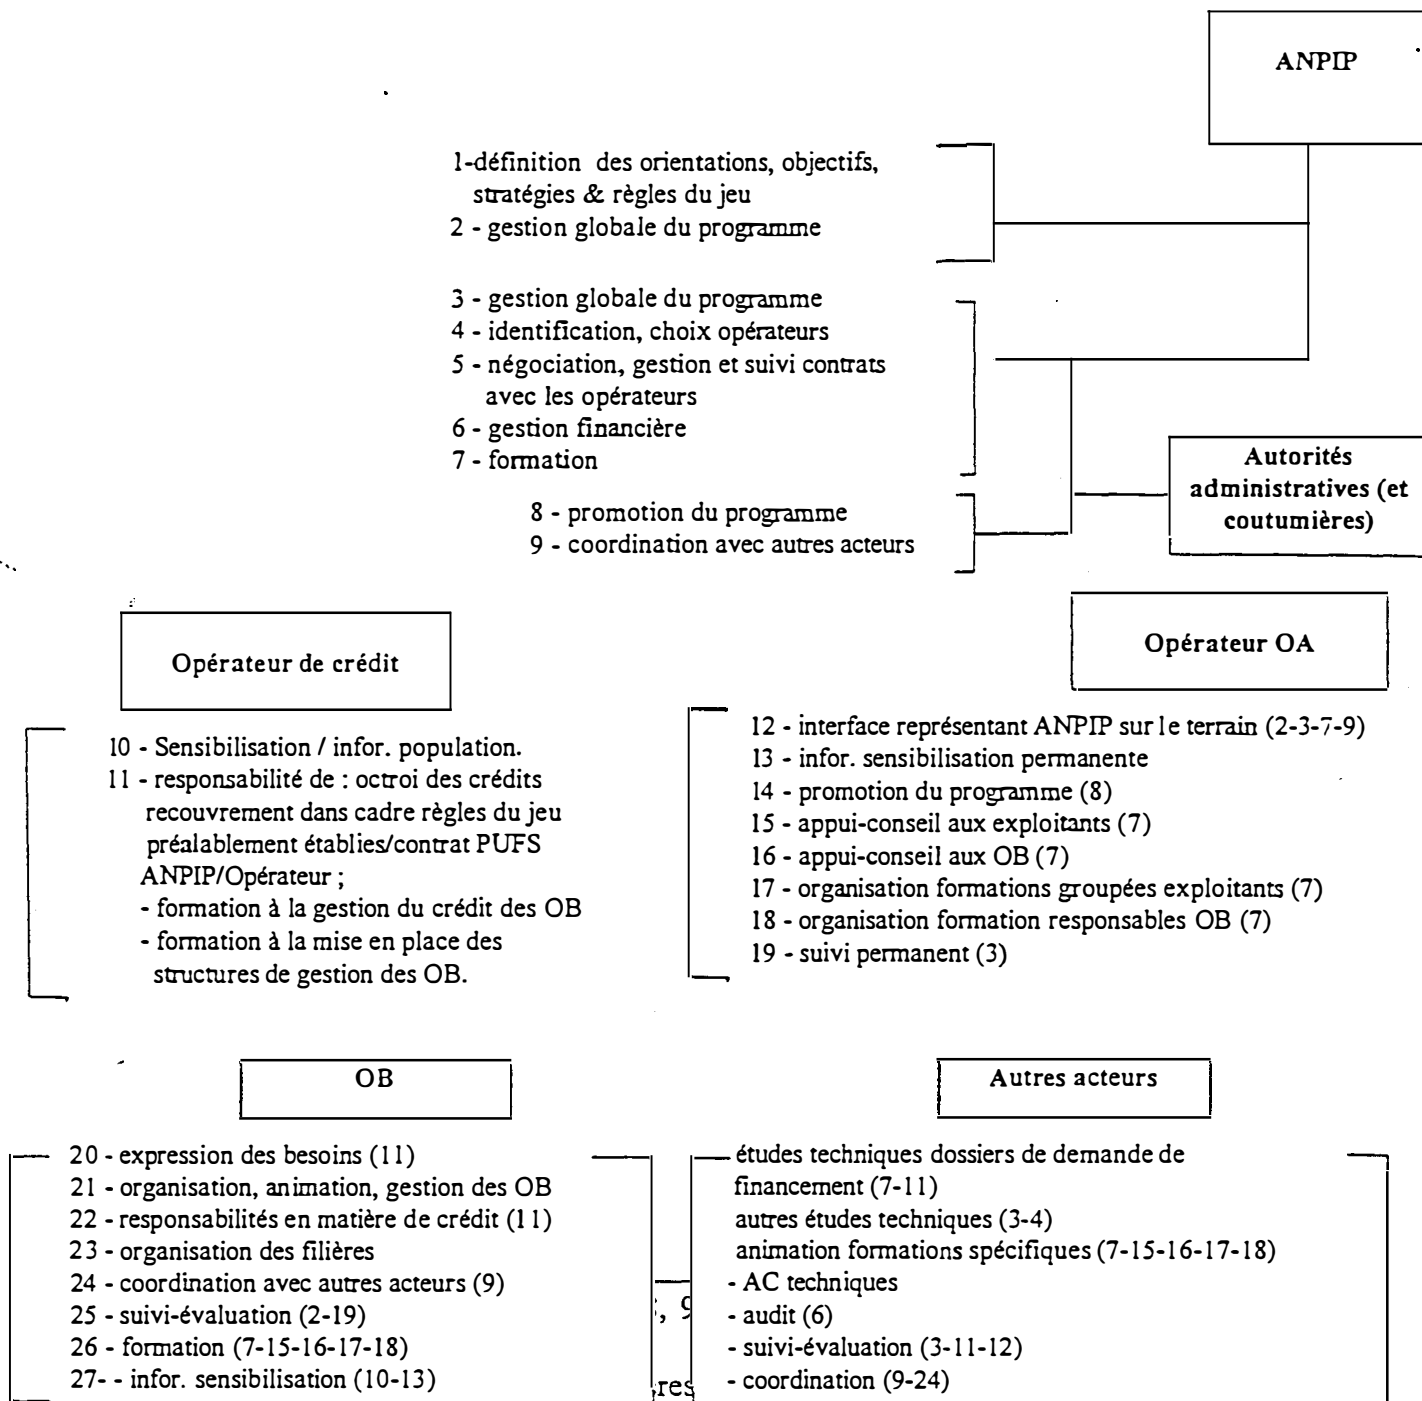 ANPIP
1-définition des orientations, objectifs,
stratégies & règles du jeu
2 - gestion globale du programme
3 - gestion globale du programme
4 - identification, choix opérateurs
5 - négociation, gestion et suivi contrats
avec les opérateurs
6 - gestion financière
7 - formation
Autorités
administratives (et
coutumières)
8 - promotion du programme
9 - coordination avec autres acteurs
Opérateur de crédit
10 - Sensibilisation / infor. population.
11 - responsabilité de : octroi des crédits
recouvrement dans cadre règles du jeu
préalablement établies/contrat PUFS
ANPIP/Opérateur ;
- formation à la gestion du crédit des OB
- formation à la mise en place des
structures de gestion des OB.
Opérateur OA
12 - interface représentant ANPIP sur le terrain (2-3-7-9)
13 - infor. sensibilisation permanente
14 - promotion du programme (8)
15 - appui-conseil aux exploitants (7)
16 - appui-conseil aux OB (7)
17 - organisation formations groupées exploitants (7)
18 - organisation formation responsables OB (7)
19 - suivi permanent (3)
OB
20 - expression des besoins (11)
21 - organisation, animation, gestion des OB
22 - responsabilités en matière de crédit (11)
23 - organisation des filières
24 - coordination avec autres acteurs (9)
25 - suivi-évaluation (2-19)
26 - formation (7-15-16-17-18)
27- - infor. sensibilisation (10-13)
Autres acteurs
études techniques dossiers de demande de
financement (7-11)
autres études techniques (3-4)
animation formations spécifiques (7-15-16-17-18)
- AC techniques
- audit (6)
- suivi-évaluation (3-11-12)
- coordination (9-24)